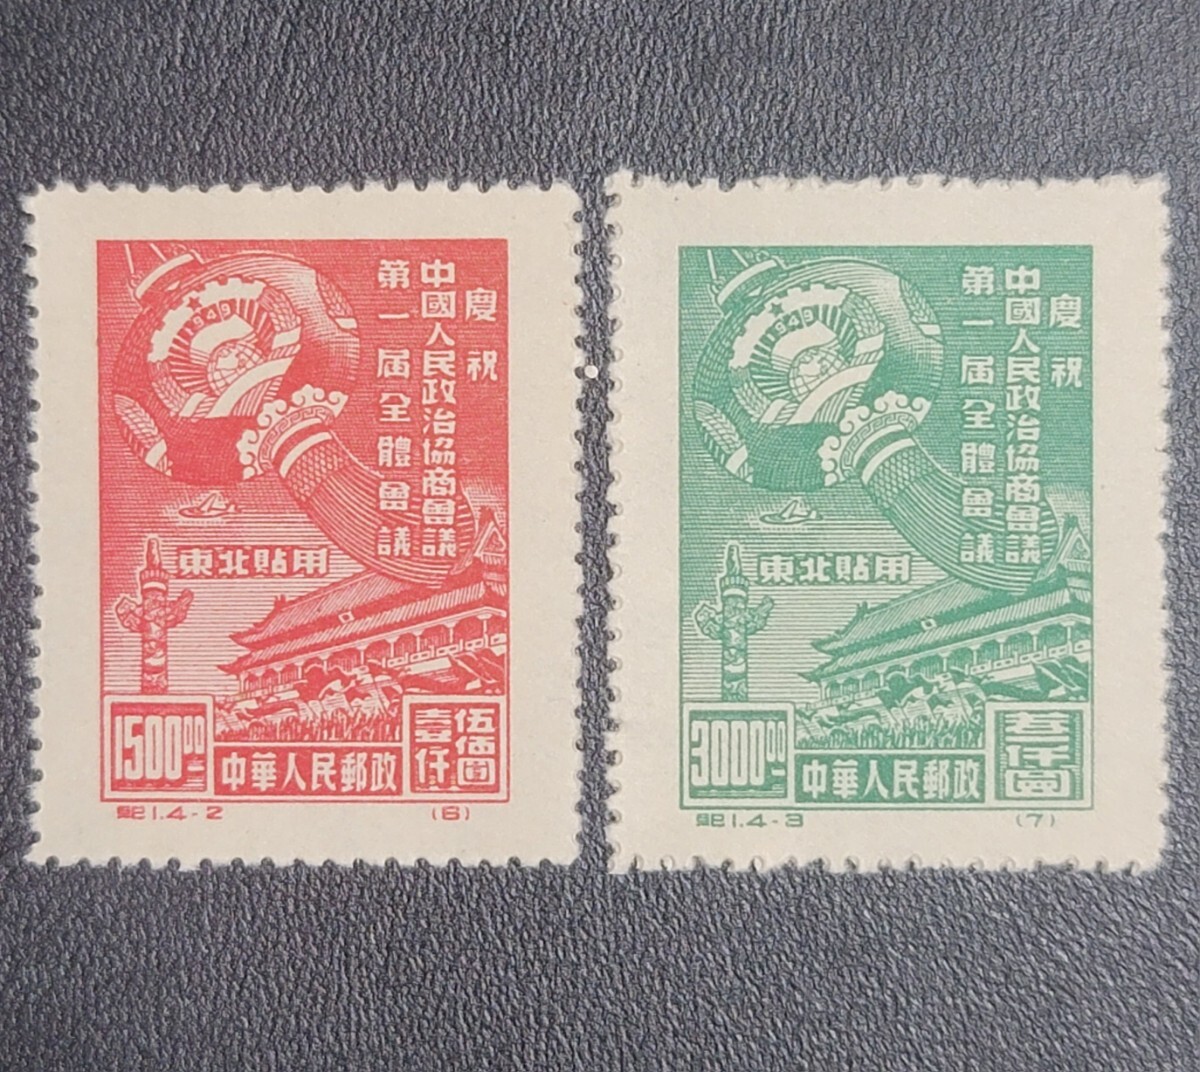 慶祝
中國人民政治協商會議
第一屆全體會議
1949
東北貼用
1500.00
中華人民郵政
伍佰圓
壹仟
紀1.4-2
(6)
慶祝
中國人民政治協商會議
第一屆全體會議
1949
東北貼用
3000.00
中華人民郵政
叁仟圓
紀1.4-3
(7)